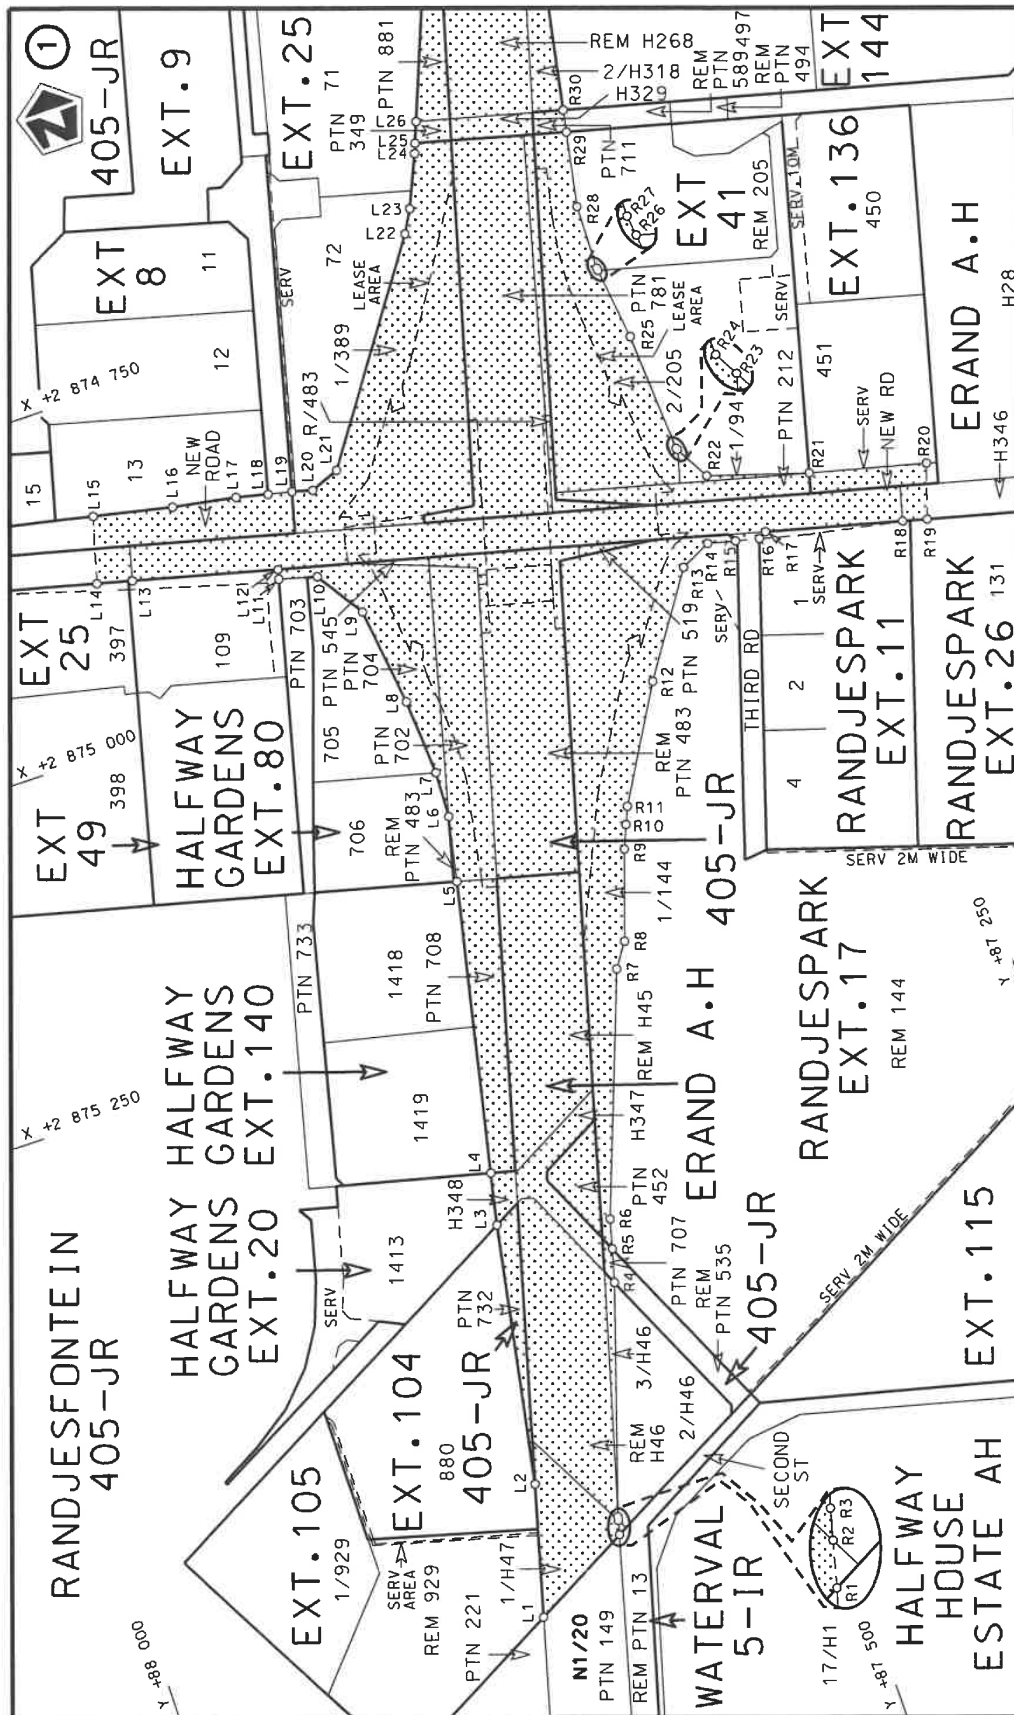 1
N
405-JR
EXT.9
EXT
8
11
12
13
15
EXT.25
71
72
PTN 881
PTN
349
L26
L25
L24
L23
L22
LEASE
AREA
1/389
R/483
SERV
X +2 874 750
NEW
ROAD
L15
L16
L17
L18
L19
L20
L21
L14
L13
L12
L11
L10
L9
L8
L7
L6
L5
L4
L3
L2
L1
REM H268
2/H318
H329
R30
REM
PTN
589
497
REM
PTN
494
EXT
144
R29
PTN
711
R28
R27
R26
EXT
41
REM 205
SERV 10M
EXT.136
450
451
ERAND A.H
H28
H346
PTN
781
LEASE
AREA
R25
2/205
R24
R23
SERV
1/94
PTN 212
R22
R21
R20
SERV
NEW RD
R19
R18
R17
R16
R15
R14
R13
R12
R11
R10
R9
R8
R7
R6
R5
R4
EXT
25
397
109
EXT
49
398
X +2 875 000
HALFWAY
GARDENS
EXT.80
PTN 703
PTN 545
PTN
704
705
PTN
702
706
REM
PTN 483
PTN 519
REM
PTN 483
405-JR
SERV
THIRD RD
1
2
4
SERV
RANDJESPARK
EXT.11
RANDJESPARK
EXT.26
131
SERV 2M WIDE
1/144
RANDJESPARK
EXT.17
REM 144
Y +87 250
PTN 733
1418
PTN 708
1419
HALFWAY
GARDENS
EXT.140
HALFWAY
GARDENS
EXT.20
X +2 875 250
REM H45
H347
ERAND A.H
PTN
452
H348
1413
SERV
PTN
732
405-JR
PTN 707
REM
PTN 535
405-JR
3/H46
2/H46
REM
H46
SERV 2M WIDE
EXT.115
RANDJESFONTEIN
405-JR
EXT.105
1/929
EXT.104
880
SERV
AREA
REM 929
PTN 221
1/H47
N1/20
PTN 149
REM PTN 13
WATERVAL
5-IR
SECOND
ST
R1
R2
R3
17/H1
HALFWAY
HOUSE
ESTATE AH
Y +88 000
Y +87 500